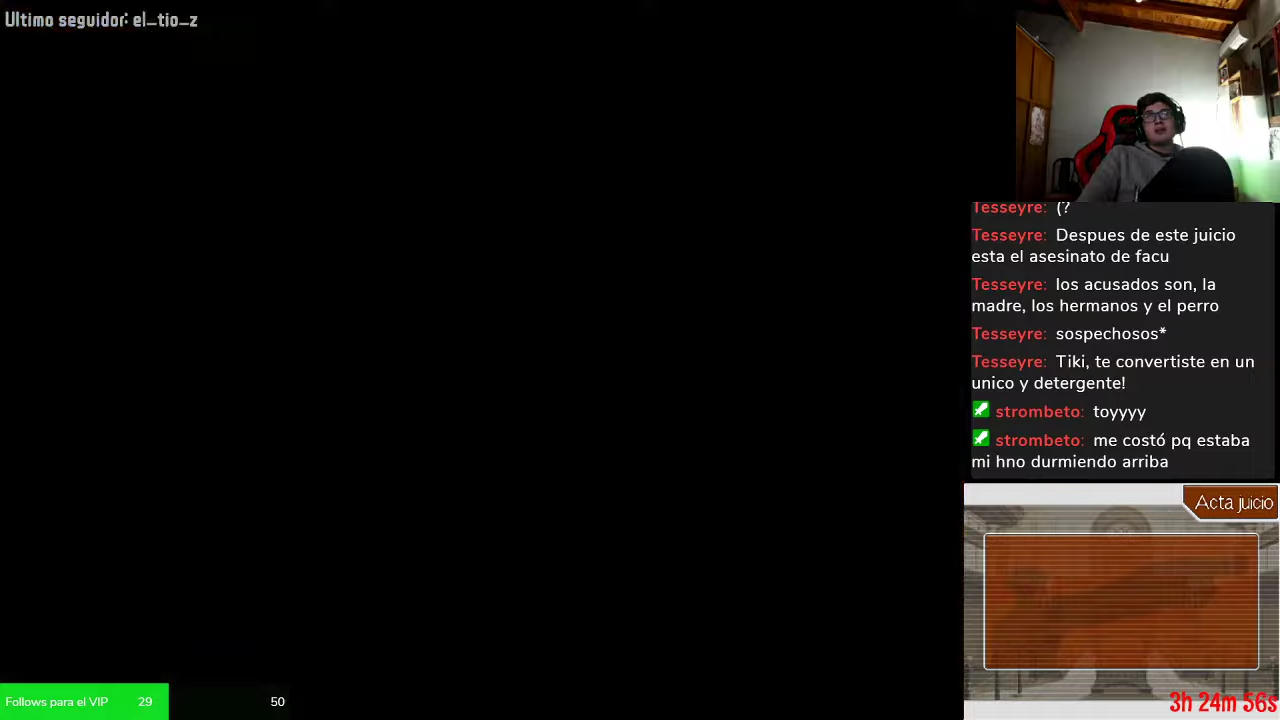 Ultimo seguidor: el_tio_z
Tesseyre: (?
Tesseyre: Despues de este juicio
esta el asesinato de facu
Tesseyre: los acusados son, la
madre, los hermanos y el perro
Tesseyre: sospechosos*
Tesseyre: Tiki, te convertiste en un
unico y detergente!
strombeto: toyyyy
strombeto: me costó pq estaba
mi hno durmiendo arriba
Acta juicio
Follows para el VIP 29 50
3h 24m 56s